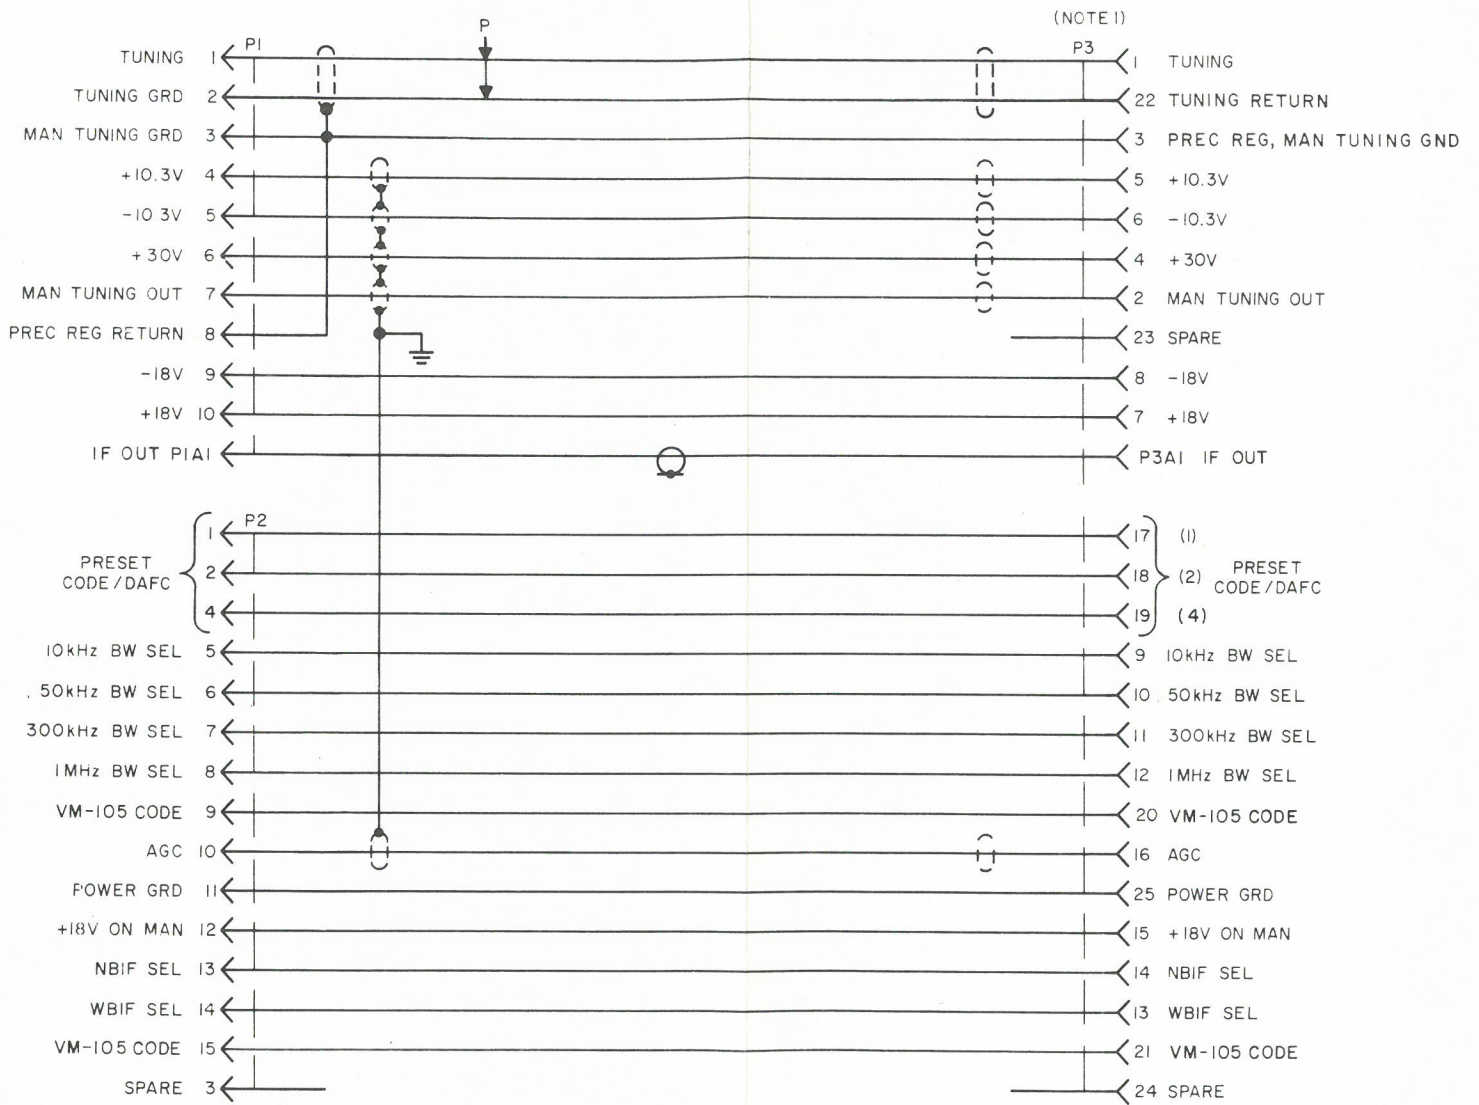 (NOTE 1)
P
P1 P3
TUNING 1 1 TUNING
TUNING GRD 2 22 TUNING RETURN
MAN TUNING GRD 3 3 PREC REG, MAN TUNING GND
+10.3V 4 5 +10.3V
-10.3V 5 6 -10.3V
+30V 6 4 +30V
MAN TUNING OUT 7 2 MAN TUNING OUT
PREC REG RETURN 8 23 SPARE
-18V 9 8 -18V
+18V 10 7 +18V
IF OUT P1A1 P3A1 IF OUT
P2
1 17 (1)
PRESET CODE/DAFC 2 18 (2) PRESET CODE/DAFC
4 19 (4)
10kHz BW SEL 5 9 10kHz BW SEL
50kHz BW SEL 6 10 50kHz BW SEL
300kHz BW SEL 7 11 300kHz BW SEL
1MHz BW SEL 8 12 1MHz BW SEL
VM-105 CODE 9 20 VM-105 CODE
AGC 10 16 AGC
POWER GRD 11 25 POWER GRD
+18V ON MAN 12 15 +18V ON MAN
NBIF SEL 13 14 NBIF SEL
WBIF SEL 14 13 WBIF SEL
VM-105 CODE 15 21 VM-105 CODE
SPARE 3 24 SPARE